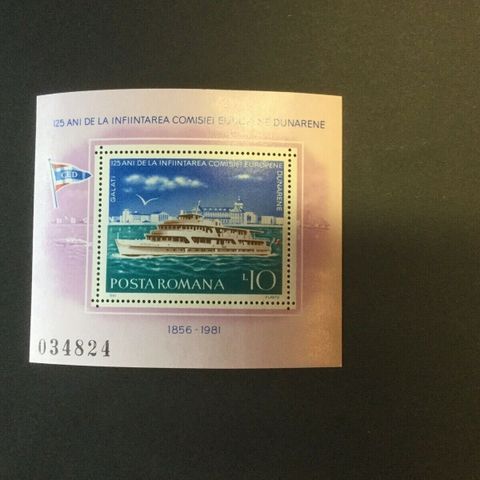 125 ANI DE LA INFIINTAREA COMISIEI EUROPENE DUNARENE
CED
125 ANI DE LA INFIINTAREA COMISIEI EUROPENE
DUNARENE
GALATI
POSTA ROMANA
L10
1856-1981
034824